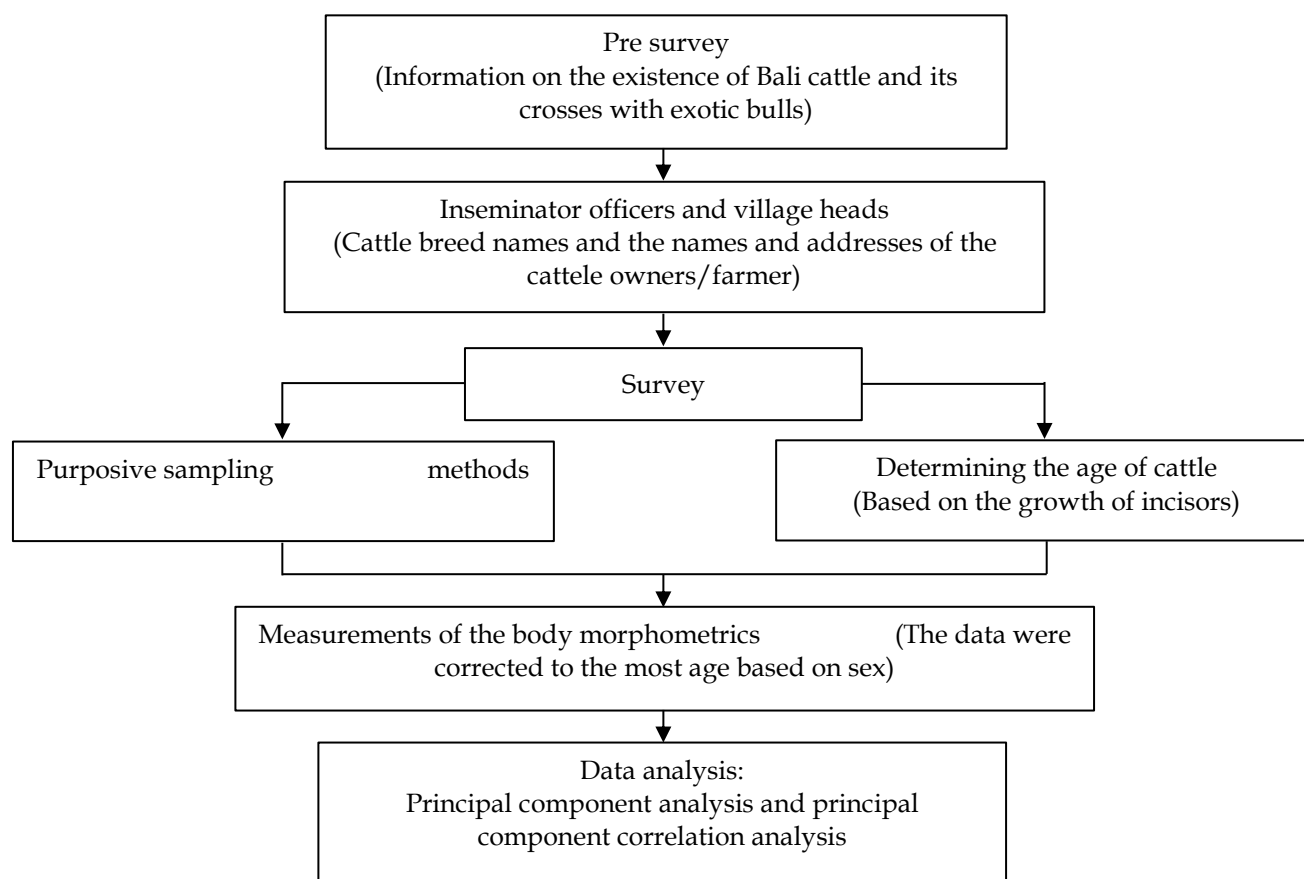 Pre survey
(Information on the existence of Bali cattle and its
crosses with exotic bulls)
Inseminator officers and village heads
(Cattle breed names and the names and addresses of the
cattele owners/farmer)
Survey
Purposive sampling methods
Determining the age of cattle
(Based on the growth of incisors)
Measurements of the body morphometrics (The data were
corrected to the most age based on sex)
Data analysis:
Principal component analysis and principal
component correlation analysis